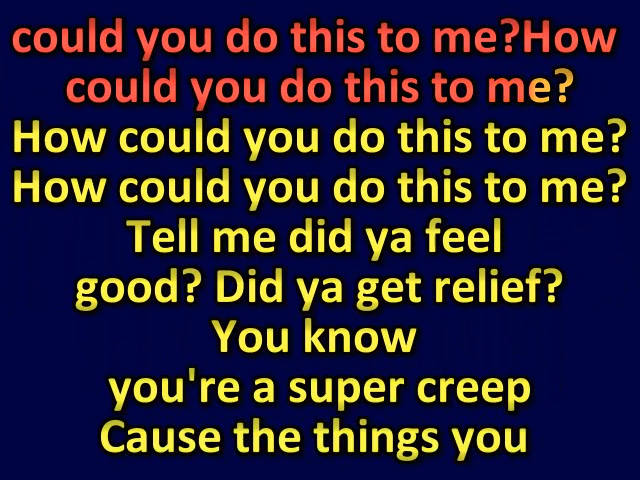 could you do this to me?How
could you do this to me?
How could you do this to me?
How could you do this to me?
Tell me did ya feel
good? Did ya get relief?
You know
you're a super creep
Cause the things you